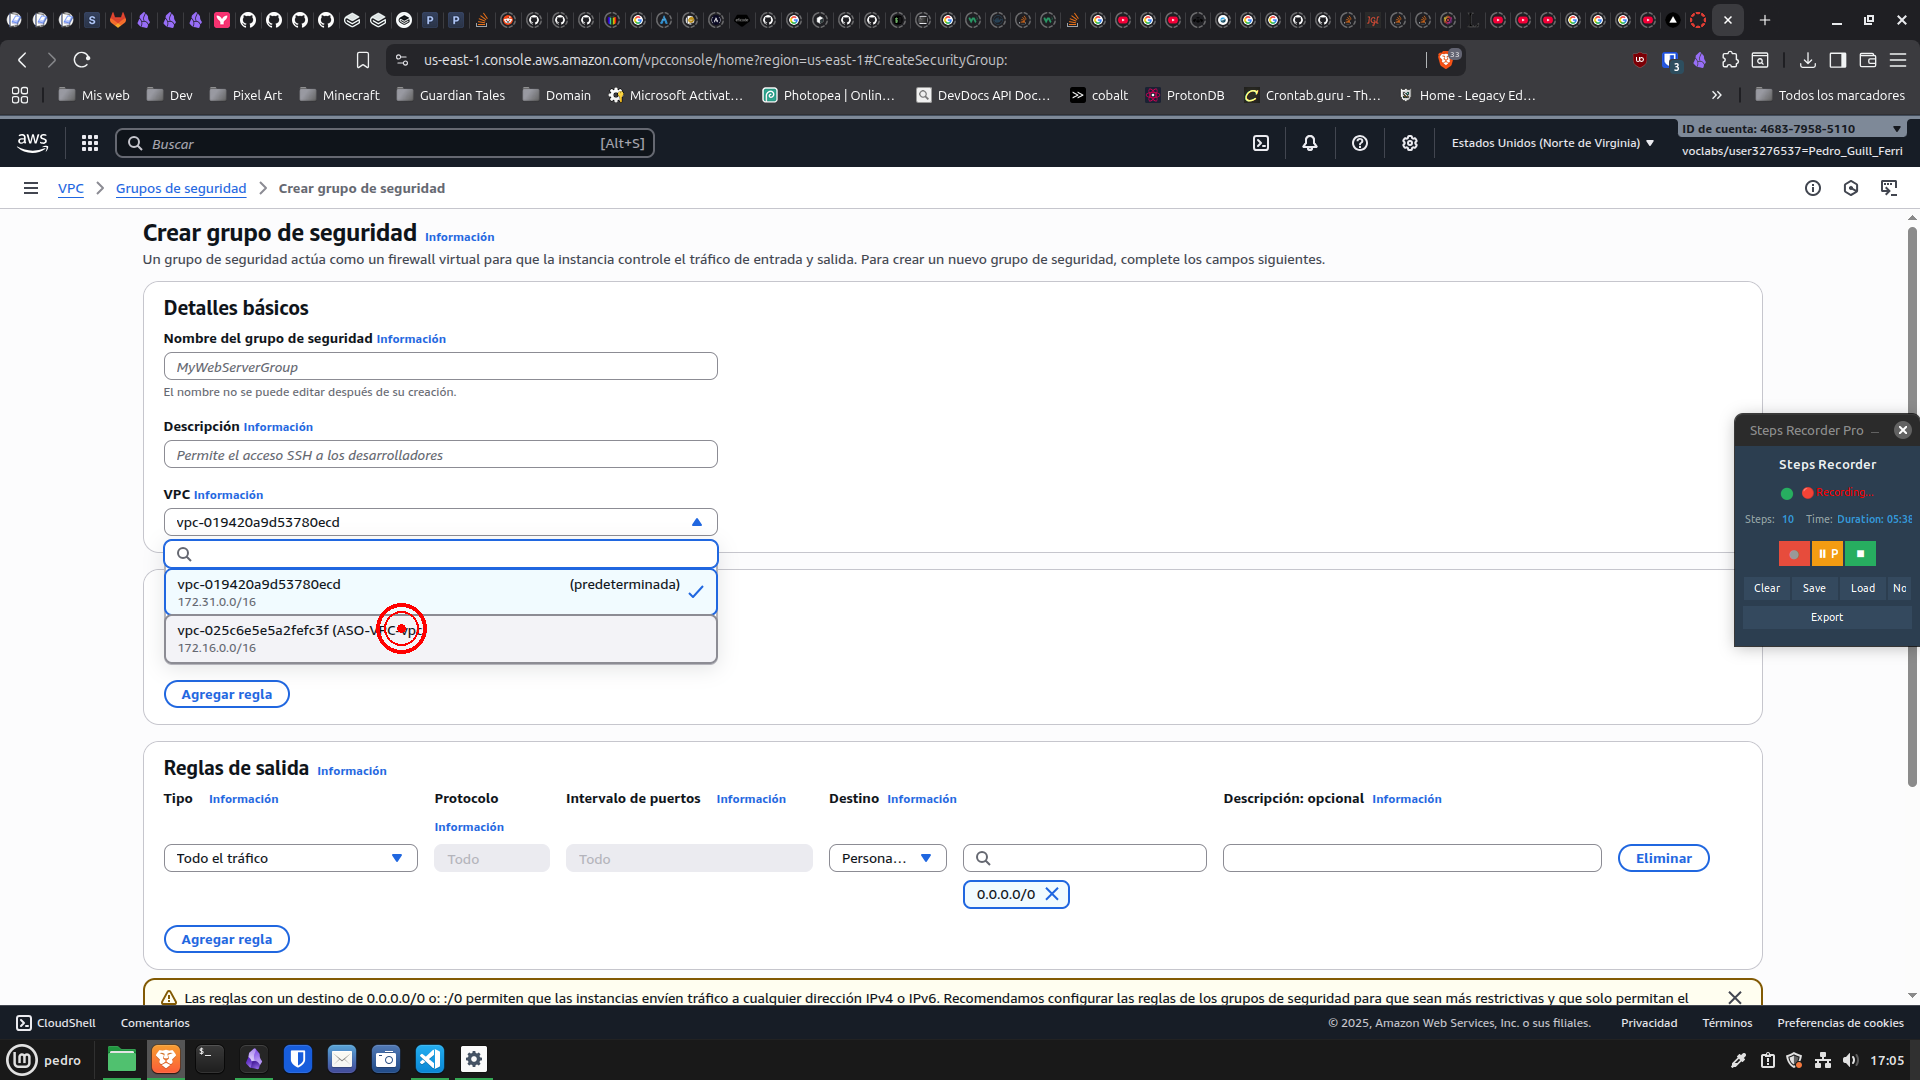 us-east-1.console.aws.amazon.com/vpcconsole/home?region=us-east-1#CreateSecurityGroup:
33
3
Mis web
Dev
Pixel Art
Minecraft
Guardian Tales
Domain
Microsoft Activat...
Photopea | Onlin...
DevDocs API Doc...
cobalt
ProtonDB
Crontab.guru - Th...
Home - Legacy Ed...
Todos los marcadores
aws
Buscar
[Alt+S]
Estados Unidos (Norte de Virginia)
ID de cuenta: 4683-7958-5110
voclabs/user3276537=Pedro_Guill_Ferri
VPC
Grupos de seguridad
Crear grupo de seguridad
Crear grupo de seguridad Información
Un grupo de seguridad actúa como un firewall virtual para que la instancia controle el tráfico de entrada y salida. Para crear un nuevo grupo de seguridad, complete los campos siguientes.
Detalles básicos
Nombre del grupo de seguridad Información
MyWebServerGroup
El nombre no se puede editar después de su creación.
Descripción Información
Permite el acceso SSH a los desarrolladores
VPC Información
vpc-019420a9d53780ecd
vpc-019420a9d53780ecd (predeterminada)
172.31.0.0/16
vpc-025c6e5e5a2fefc3f (ASO-VPC-vpc)
172.16.0.0/16
Agregar regla
Steps Recorder Pro
Steps Recorder
Recording...
Steps: 10 Time: Duration: 05:38
P
Clear
Save
Load
No
Export
Reglas de salida Información
Tipo Información
Protocolo Información
Intervalo de puertos Información
Destino Información
Descripción: opcional Información
Todo el tráfico
Todo
Todo
Persona...
Eliminar
0.0.0.0/0
Agregar regla
Las reglas con un destino de 0.0.0.0/0 o: :/0 permiten que las instancias envíen tráfico a cualquier dirección IPv4 o IPv6. Recomendamos configurar las reglas de los grupos de seguridad para que sean más restrictivas y que solo permitan el
CloudShell
Comentarios
© 2025, Amazon Web Services, Inc. o sus filiales.
Privacidad
Términos
Preferencias de cookies
pedro
17:05